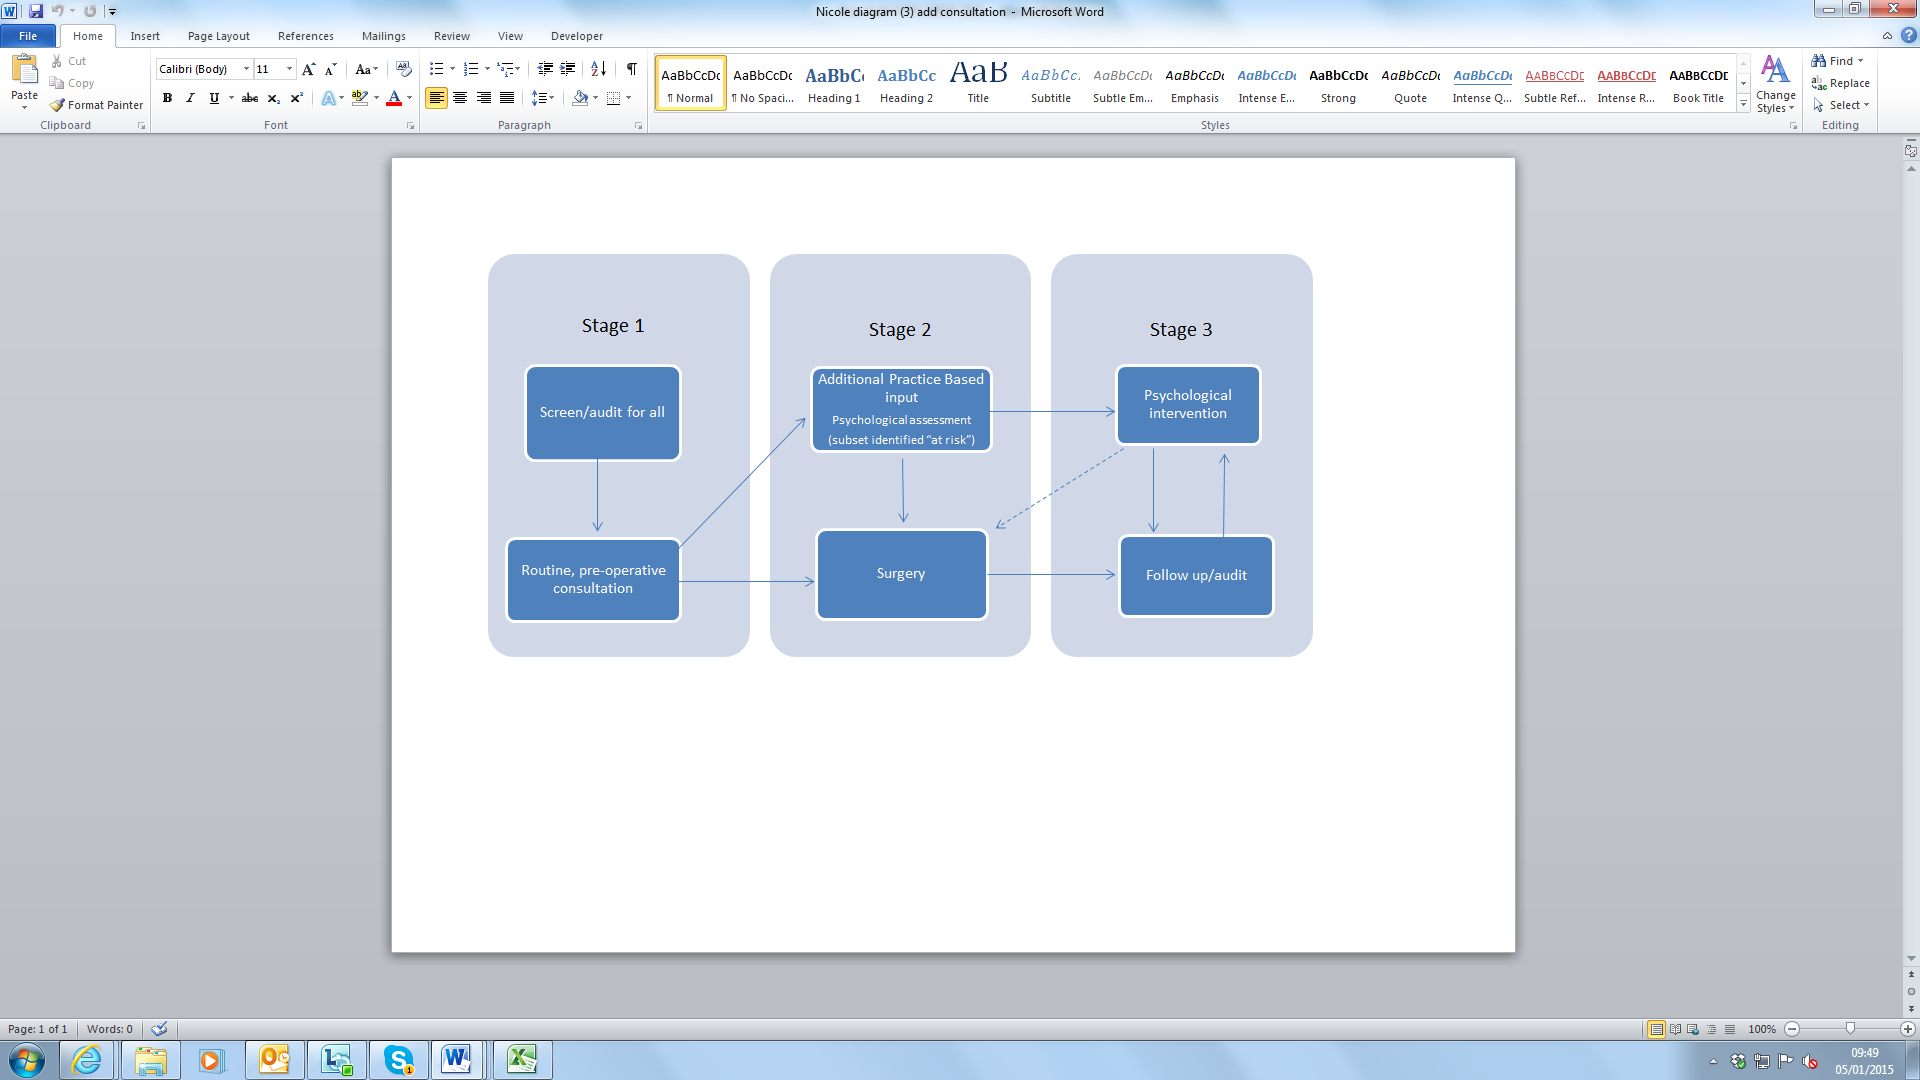 Nicole diagram (3) add consultation - Microsoft Word
File Home Insert Page Layout References Mailings Review View Developer
Paste
Cut
Copy
Format Painter
Clipboard
Calibri (Body) 11
Font
Paragraph
AaBbCcDc AaBbCcDc AaBbCc AaBbCc AaB AaBbCc. AaBbCcDc AaBbCcDc AaBbCcDc AaBbCcDc AaBbCcDc AaBbCcDc AABBCCDE AABBCCDE AABBCCDE
¶ Normal ¶ No Spaci... Heading 1 Heading 2 Title Subtitle Subtle Em... Emphasis Intense E... Strong Quote Intense Q... Subtle Ref... Intense R... Book Title
Styles
Change
Styles
Find
Replace
Select
Editing
Stage 1
Screen/audit for all
Routine, pre-operative
consultation
Stage 2
Additional Practice Based
input
Psychological assessment
(subset identified “at risk”)
Surgery
Stage 3
Psychological
intervention
Follow up/audit
Page: 1 of 1 Words: 0
100%
09:49
05/01/2015